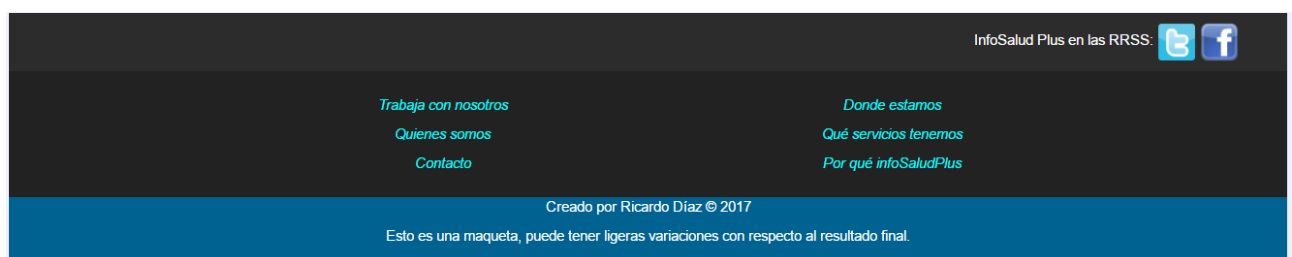 InfoSalud Plus en las RRSS:
Trabaja con nosotros
Donde estamos
Quienes somos
Qué servicios tenemos
Contacto
Por qué infoSaludPlus
Creado por Ricardo Díaz © 2017
Esto es una maqueta, puede tener ligeras variaciones con respecto al resultado final.